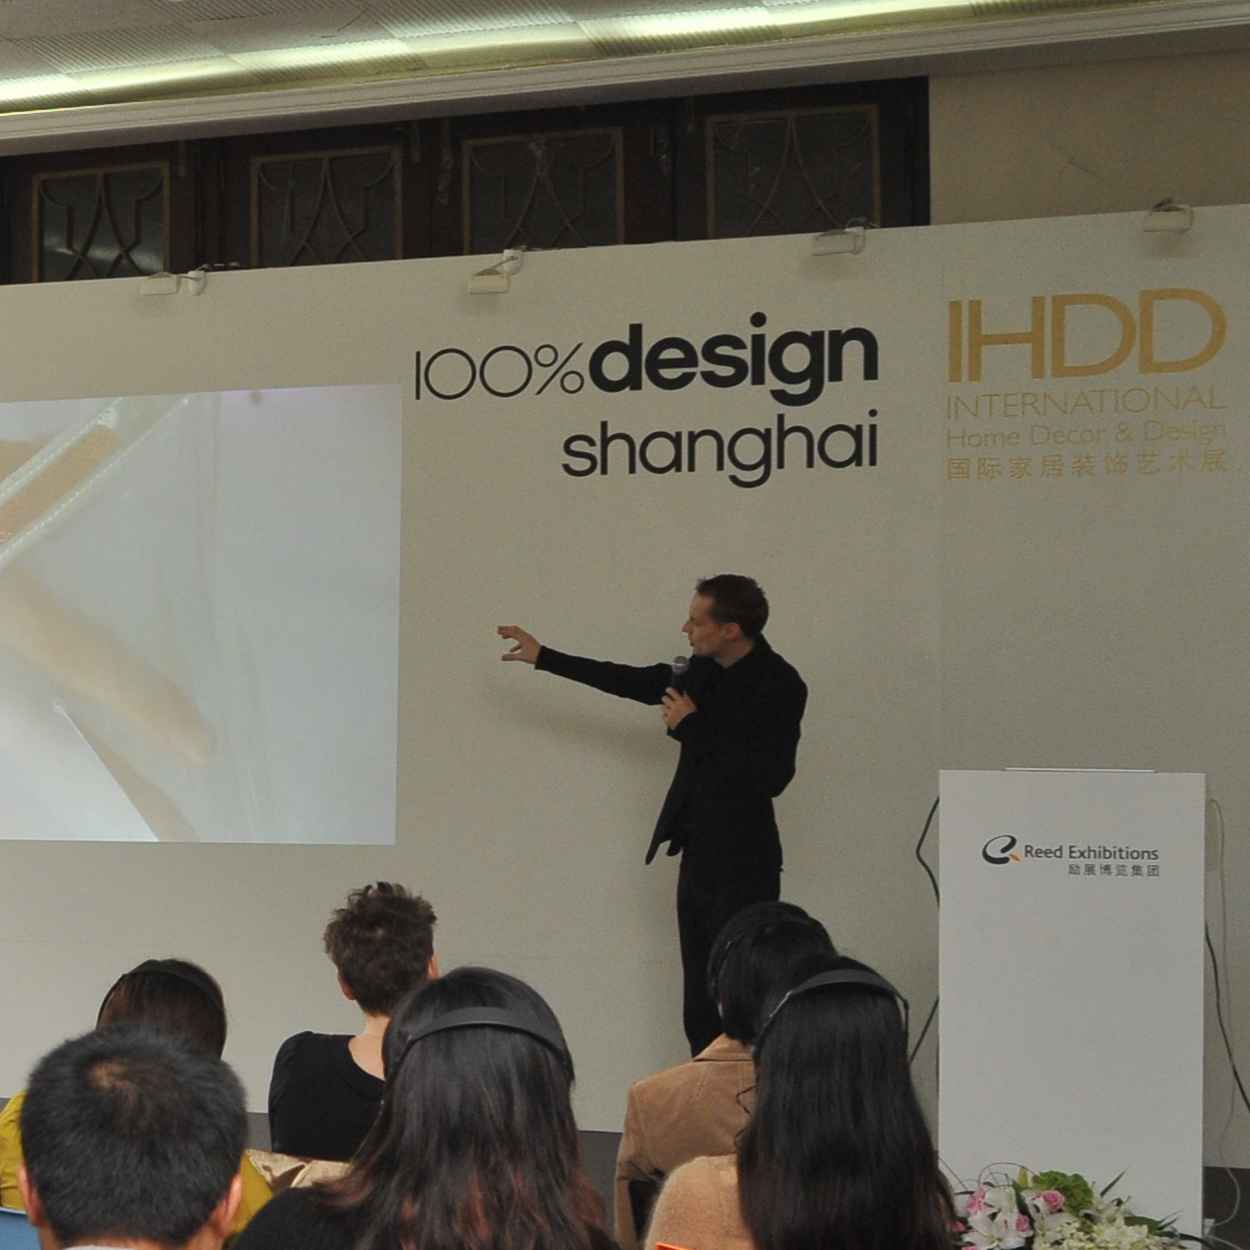 100%design
shanghai
IHDD
INTERNATIONAL
Home Decor & Design
国际家居装饰艺术展
Reed Exhibitions
励展博览集团